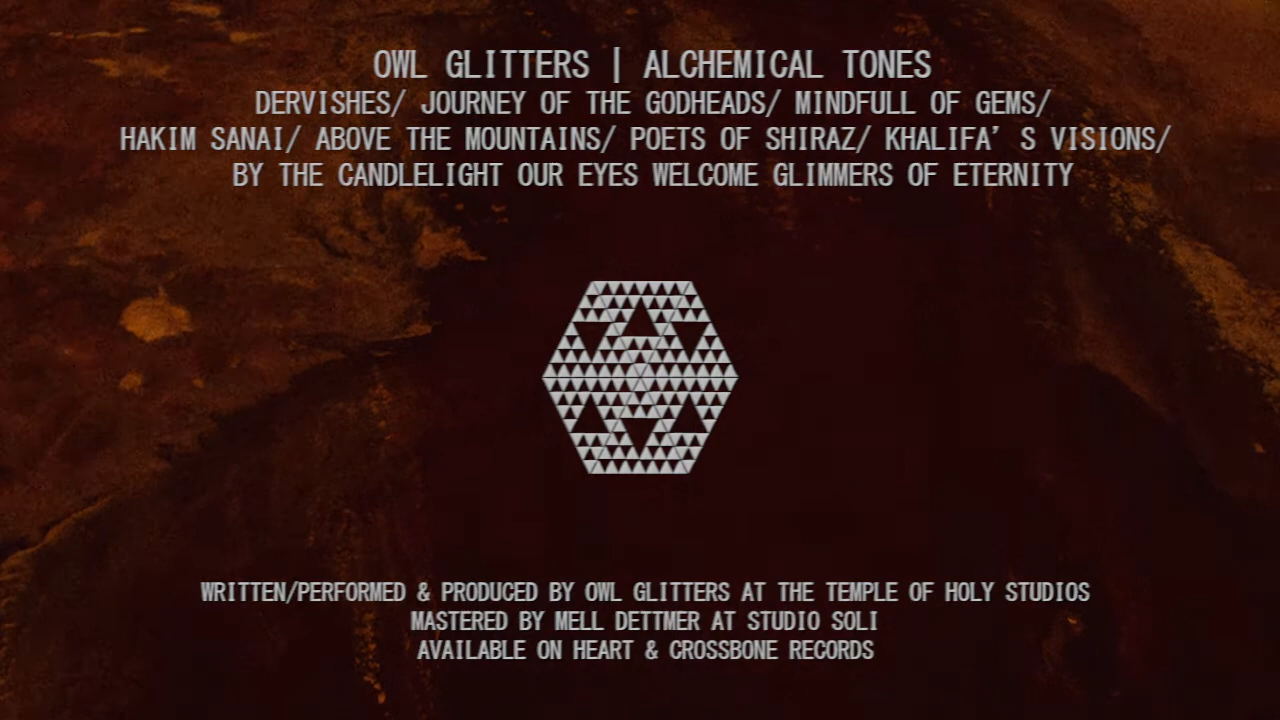 OWL GLITTERS | ALCHEMICAL TONES
DERVISHES/ JOURNEY OF THE GODHEADS/ MINDFULL OF GEMS/
HAKIM SANAI/ ABOVE THE MOUNTAINS/ POETS OF SHIRAZ/ KHALIFA’S VISIONS/
BY THE CANDLELIGHT OUR EYES WELCOME GLIMMERS OF ETERNITY
WRITTEN/PERFORMED & PRODUCED BY OWL GLITTERS AT THE TEMPLE OF HOLY STUDIOS
MASTERED BY MELL DETTMER AT STUDIO SOLI
AVAILABLE ON HEART & CROSSBONE RECORDS